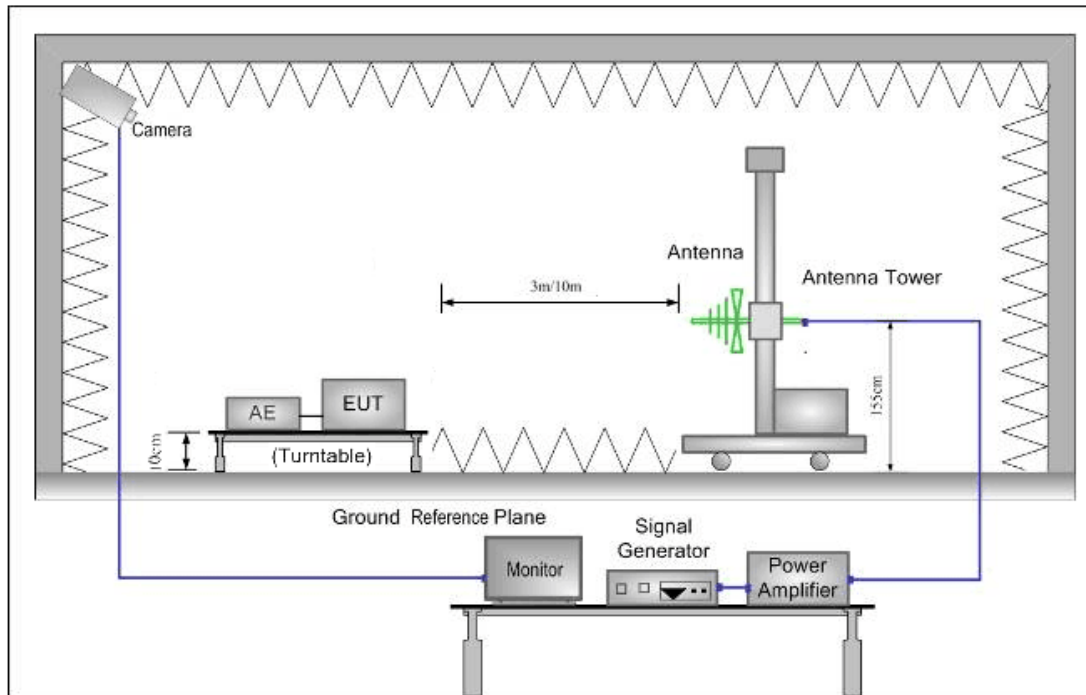 Camera
Antenna
Antenna Tower
3m/10m
155cm
AE
EUT
10cm
(Turntable)
Ground Reference Plane
Signal
Generator
Monitor
Power
Amplifier